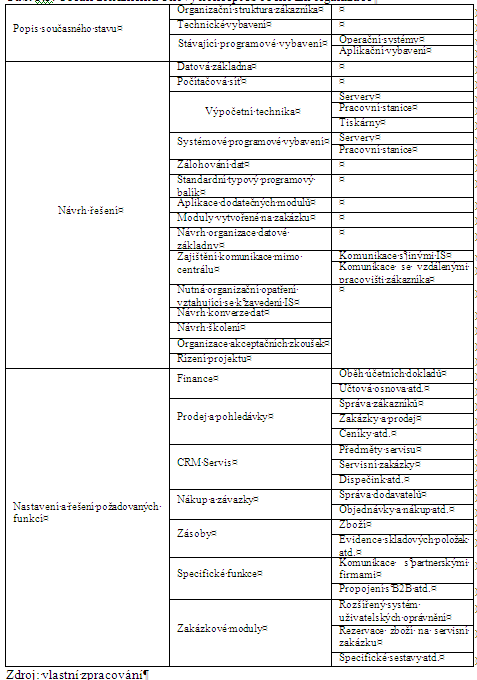 Organizační struktura zákazníka
Popis současného stavu
Technické vybavení
Stávající programové vybavení
Operační systémy
Aplikační vybavení
Návrh řešení
Datová základna
Počítačová síť
Výpočetní technika
Servery
Pracovní stanice
Tiskárny
Systémové programové vybavení
Servery
Pracovní stanice
Zálohování dat
Standardní typový programový
balík
Aplikace dodatečných modulů
Moduly vytvořené na zakázku
Návrh organizace datové
základny
Zajištění komunikace mimo
centrálu
Komunikace s jinými IS
Komunikace se vzdálenými
pracovišti zákazníka
Nutná organizační opatření
vztahující se k zavedení IS
Návrh konverze dat
Návrh školení
Organizace akceptačních zkoušek
Řízení projektu
Nastavení a řešení požadovaných
funkcí
Finance
Oběh účetních dokladů
Účtová osnova atd.
Prodej a pohledávky
Správa zákazníků
Zakázky a prodej
Ceníky atd.
CRM Servis
Předměty servisu
Servisní zakázky
Dispečink atd.
Nákup a závazky
Správa dodavatelů
Objednávky a nákup atd.
Zásoby
Zboží
Evidence skladových položek
atd.
Specifické funkce
Komunikace s partnerskými
firmami
Propojení s B2B atd.
Zakázkové moduly
Rozšířený systém
uživatelských oprávnění
Rezervace zboží na servisní
zakázku
Specifické sestavy atd.
Zdroj: vlastní zpracování